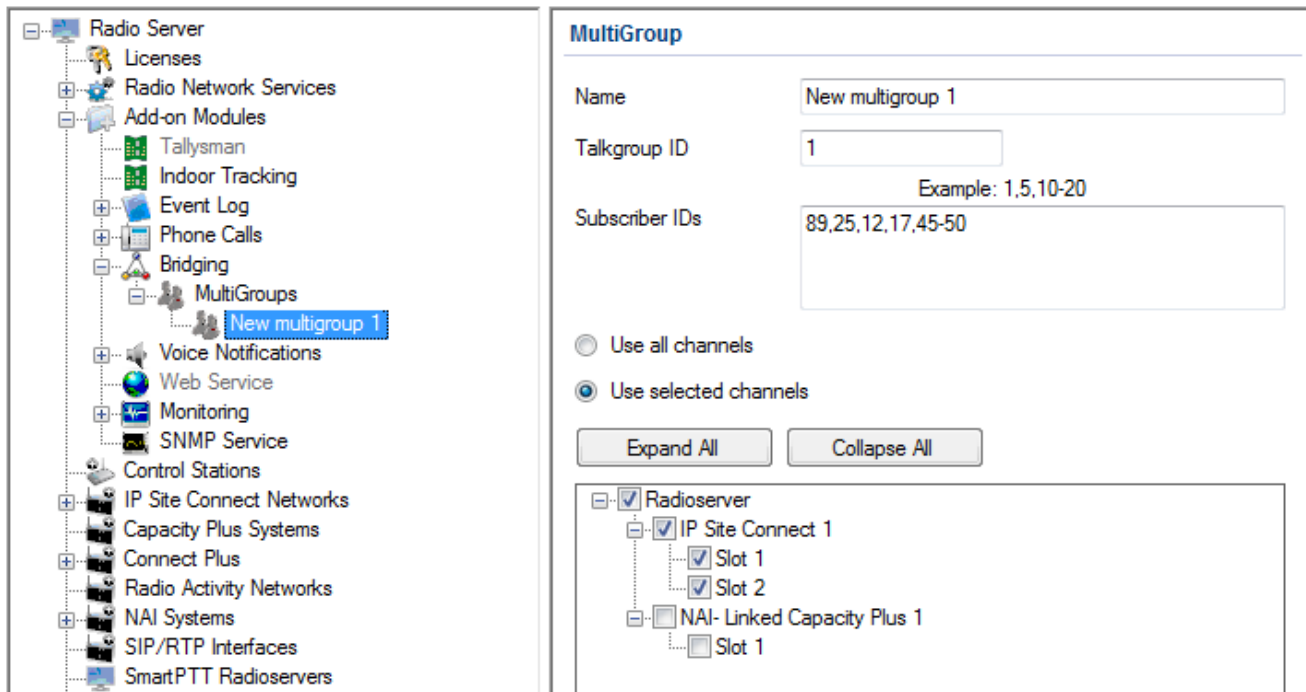 Radio Server
Licenses
Radio Network Services
Add-on Modules
Tallysman
Indoor Tracking
Event Log
Phone Calls
Bridging
MultiGroups
New multigroup 1
Voice Notifications
Web Service
Monitoring
SNMP Service
Control Stations
IP Site Connect Networks
Capacity Plus Systems
Connect Plus
Radio Activity Networks
NAI Systems
SIP/RTP Interfaces
SmartPTT Radioservers
MultiGroup
Name New multigroup 1
Talkgroup ID 1
Example: 1,5,10-20
Subscriber IDs 89,25,12,17,45-50
Use all channels
Use selected channels
Expand All Collapse All
Radioserver
IP Site Connect 1
Slot 1
Slot 2
NAI- Linked Capacity Plus 1
Slot 1